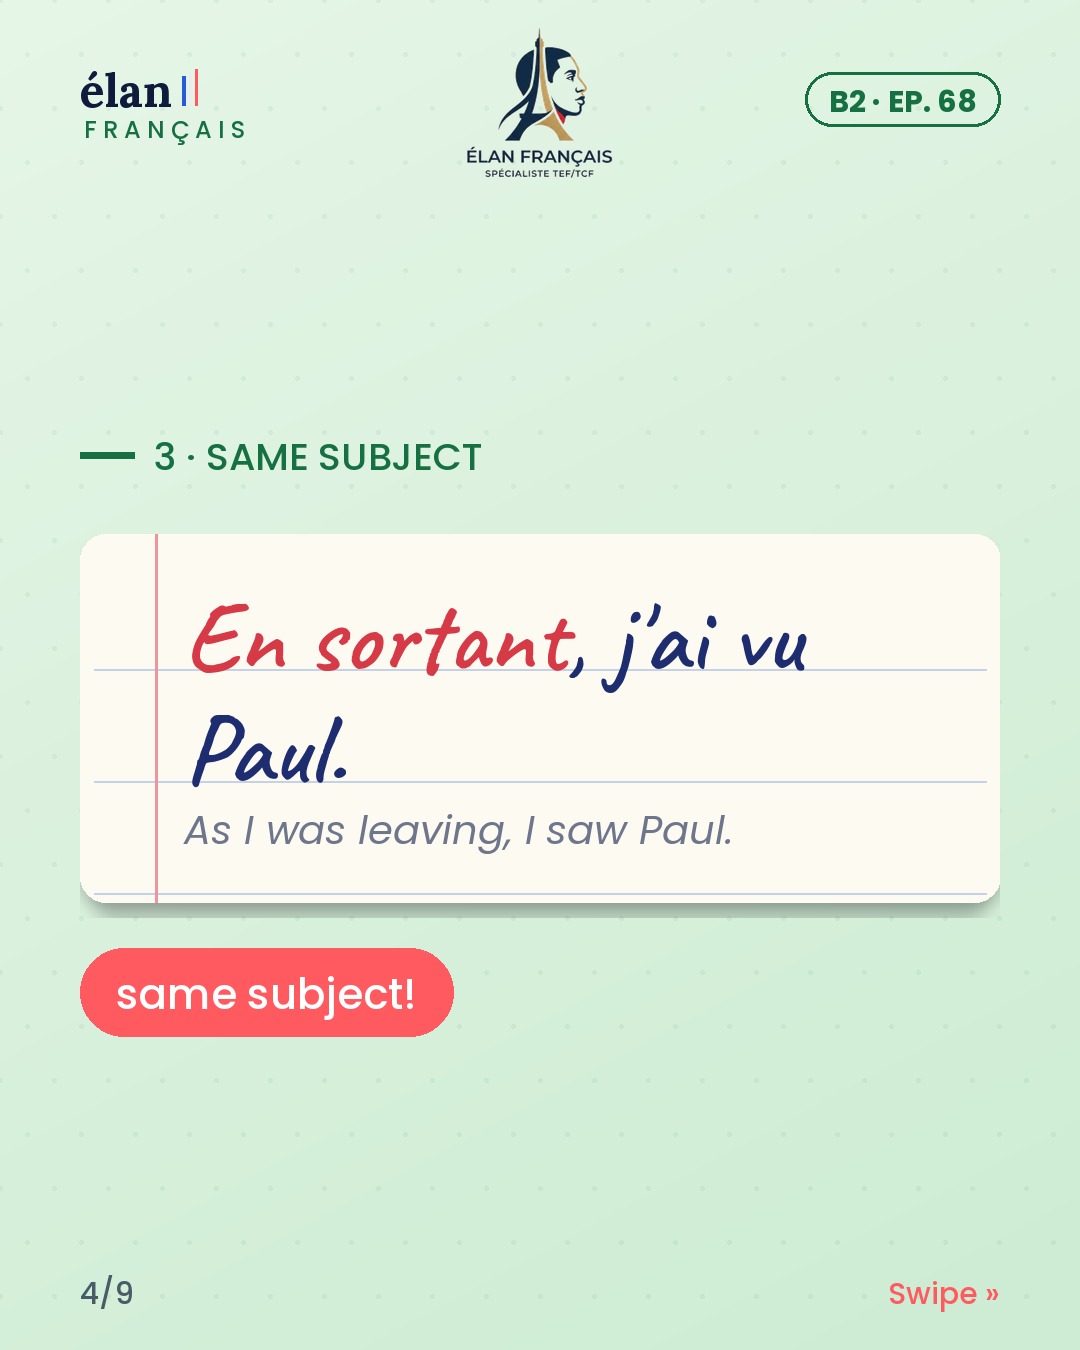 élan
FRANÇAIS
ÉLAN FRANÇAIS
SPÉCIALISTE TEF/TCF
B2 · EP. 68
3 · SAME SUBJECT
En sortant, j'ai vu
Paul.
As I was leaving, I saw Paul.
same subject!
4/9
Swipe »